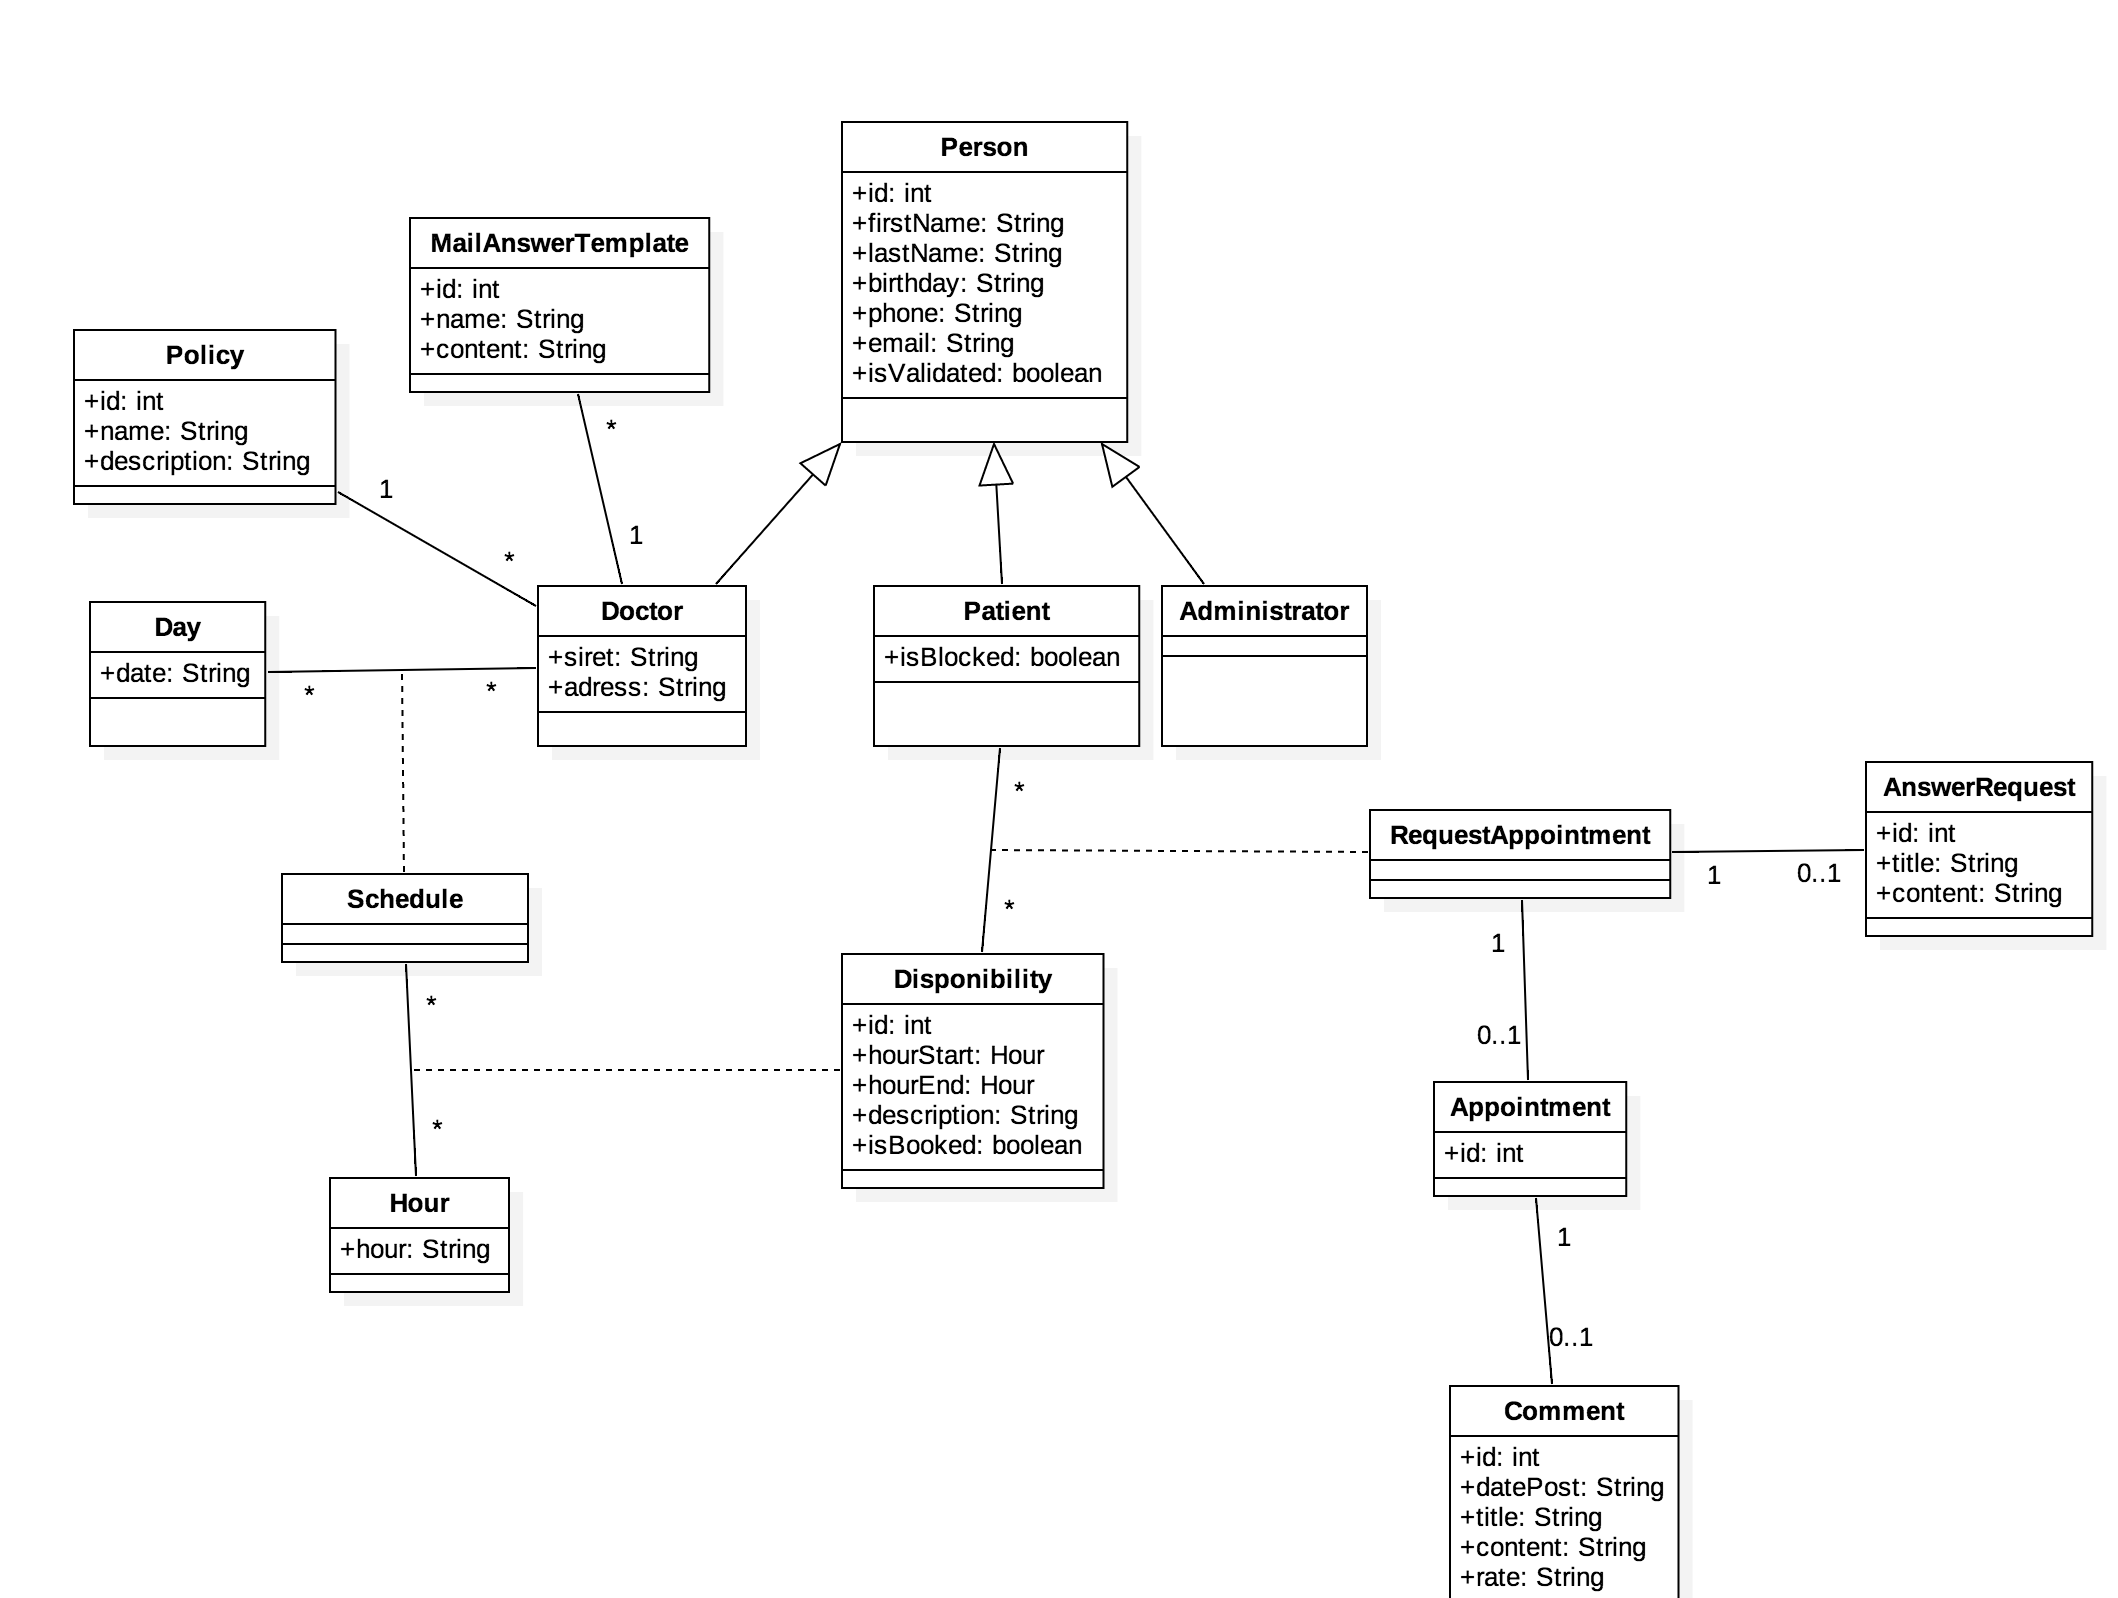 Person
+id: int
+firstName: String
+lastName: String
+birthday: String
+phone: String
+email: String
+isValidated: boolean
MailAnswerTemplate
+id: int
+name: String
+content: String
*
1
Policy
+id: int
+name: String
+description: String
1
*
Day
+date: String
*
*
Doctor
+siret: String
+adress: String
Patient
+isBlocked: boolean
*
*
Administrator
RequestAppointment
1
0..1
AnswerRequest
+id: int
+title: String
+content: String
Schedule
*
*
Disponibility
+id: int
+hourStart: Hour
+hourEnd: Hour
+description: String
+isBooked: boolean
1
0..1
Appointment
+id: int
Hour
+hour: String
1
0..1
Comment
+id: int
+datePost: String
+title: String
+content: String
+rate: String